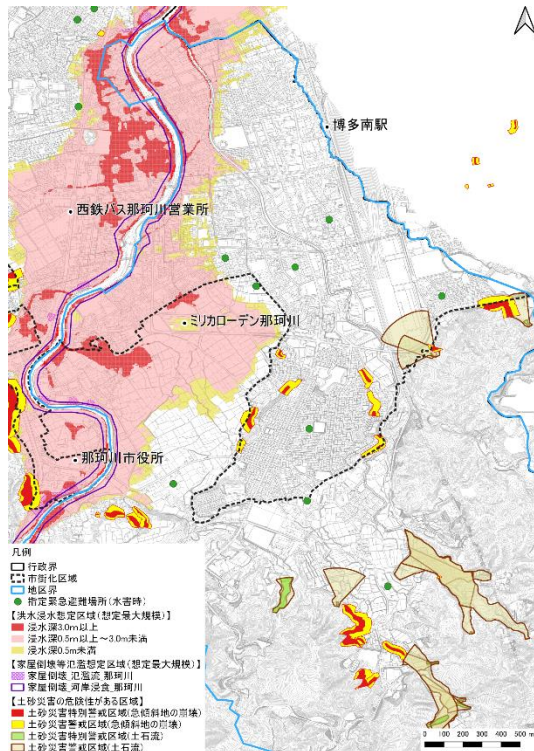 博多南駅
西鉄バス那珂川営業所
ミリカローデン那珂川
那珂川市役所
凡例
行政界
市街化区域
地区界
指定緊急避難場所(水害時)
【洪水浸水想定区域(想定最大規模)】
浸水深3.0m以上
浸水深0.5m以上~3.0m未満
浸水深0.5m未満
【家屋倒壊等氾濫想定区域(想定最大規模)】
家屋倒壊_氾濫流_那珂川
家屋倒壊_河岸浸食_那珂川
【土砂災害の危険性がある区域】
土砂災害特別警戒区域(急傾斜地の崩壊)
土砂災害警戒区域(急傾斜地の崩壊)
土砂災害特別警戒区域(土石流)
土砂災害警戒区域(土石流)
0 100 200 300 400 500 m